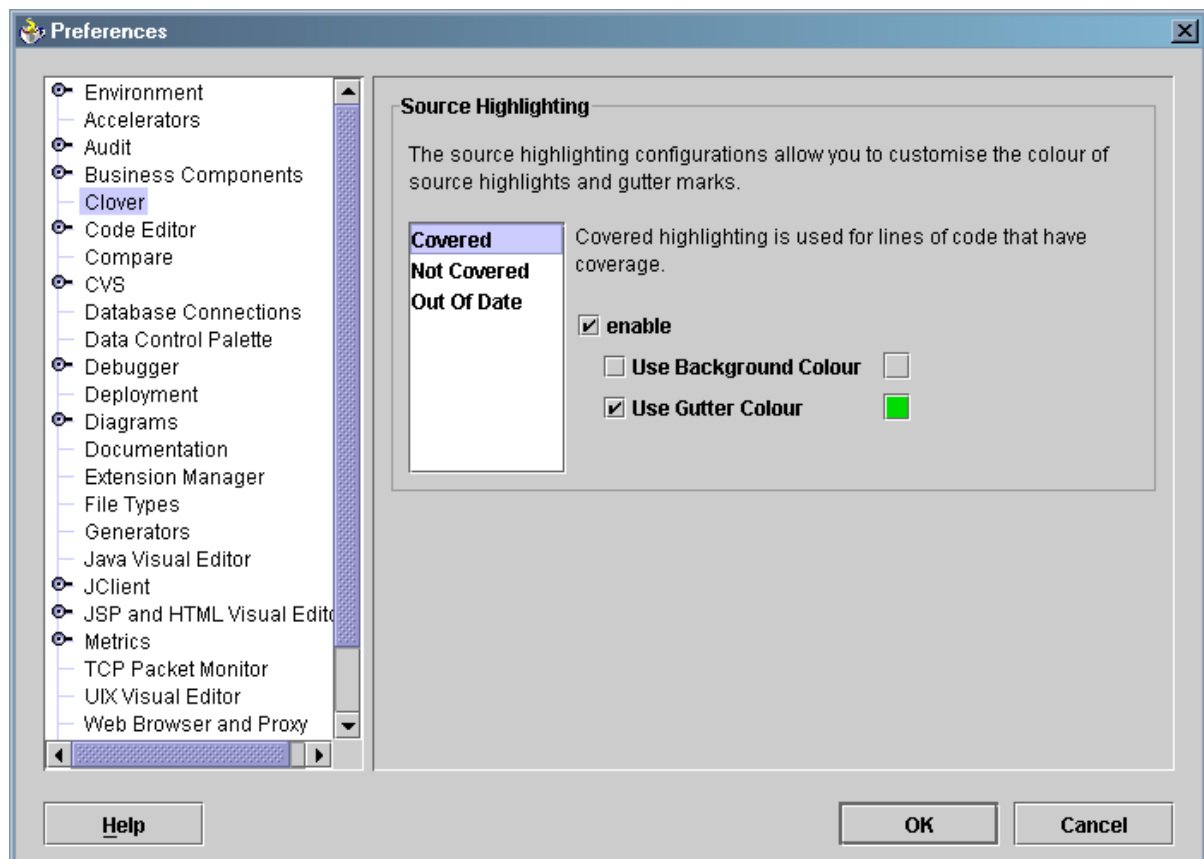 Preferences
Environment
Accelerators
Audit
Business Components
Clover
Code Editor
Compare
CVS
Database Connections
Data Control Palette
Debugger
Deployment
Diagrams
Documentation
Extension Manager
File Types
Generators
Java Visual Editor
JClient
JSP and HTML Visual Edito
Metrics
TCP Packet Monitor
UIX Visual Editor
Web Browser and Proxy
Source Highlighting
The source highlighting configurations allow you to customise the colour of
source highlights and gutter marks.
Covered
Not Covered
Out Of Date
Covered highlighting is used for lines of code that have
coverage.
enable
Use Background Colour
Use Gutter Colour
Help
OK
Cancel